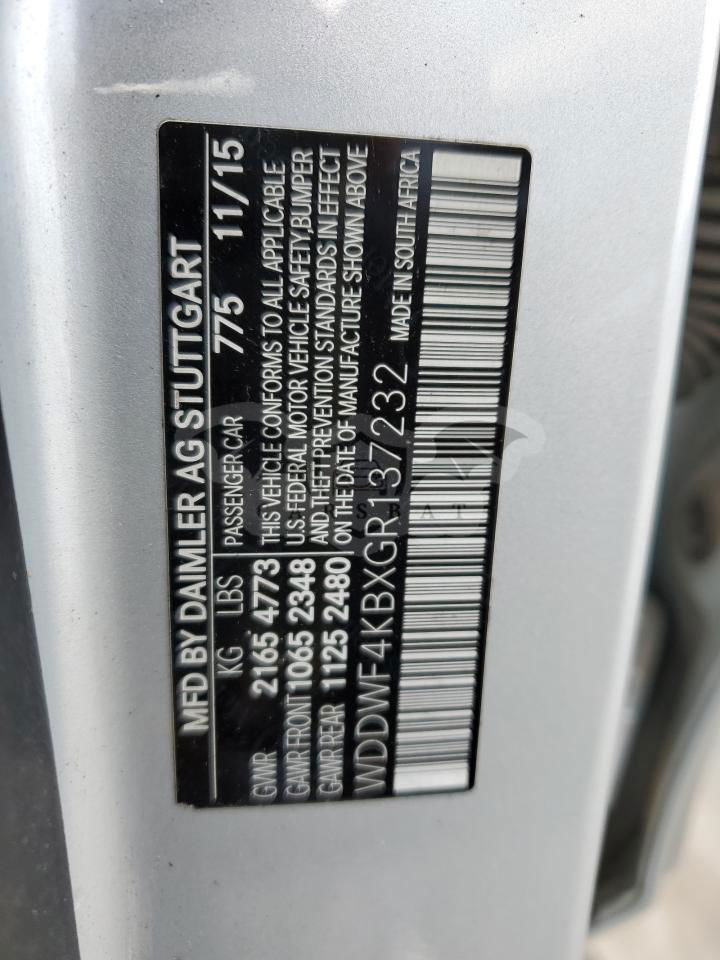 MFD BY DAIMLER AG STUTTGART
KG LBS PASSENGER CAR 775 11/15
GWR 2165 4773 THIS VEHICLE CONFORMS TO ALL APPLICABLE
GAWR FRONT 1065 2348 U.S. FEDERAL MOTOR VEHICLE SAFETY, BUMPER
GAWR REAR 1125 2480 AND THEFT PREVENTION STANDARDS IN EFFECT
ON THE DATE OF MANUFACTURE SHOWN ABOVE
WDDWF4KBXGR137232
MADE IN SOUTH AFRICA